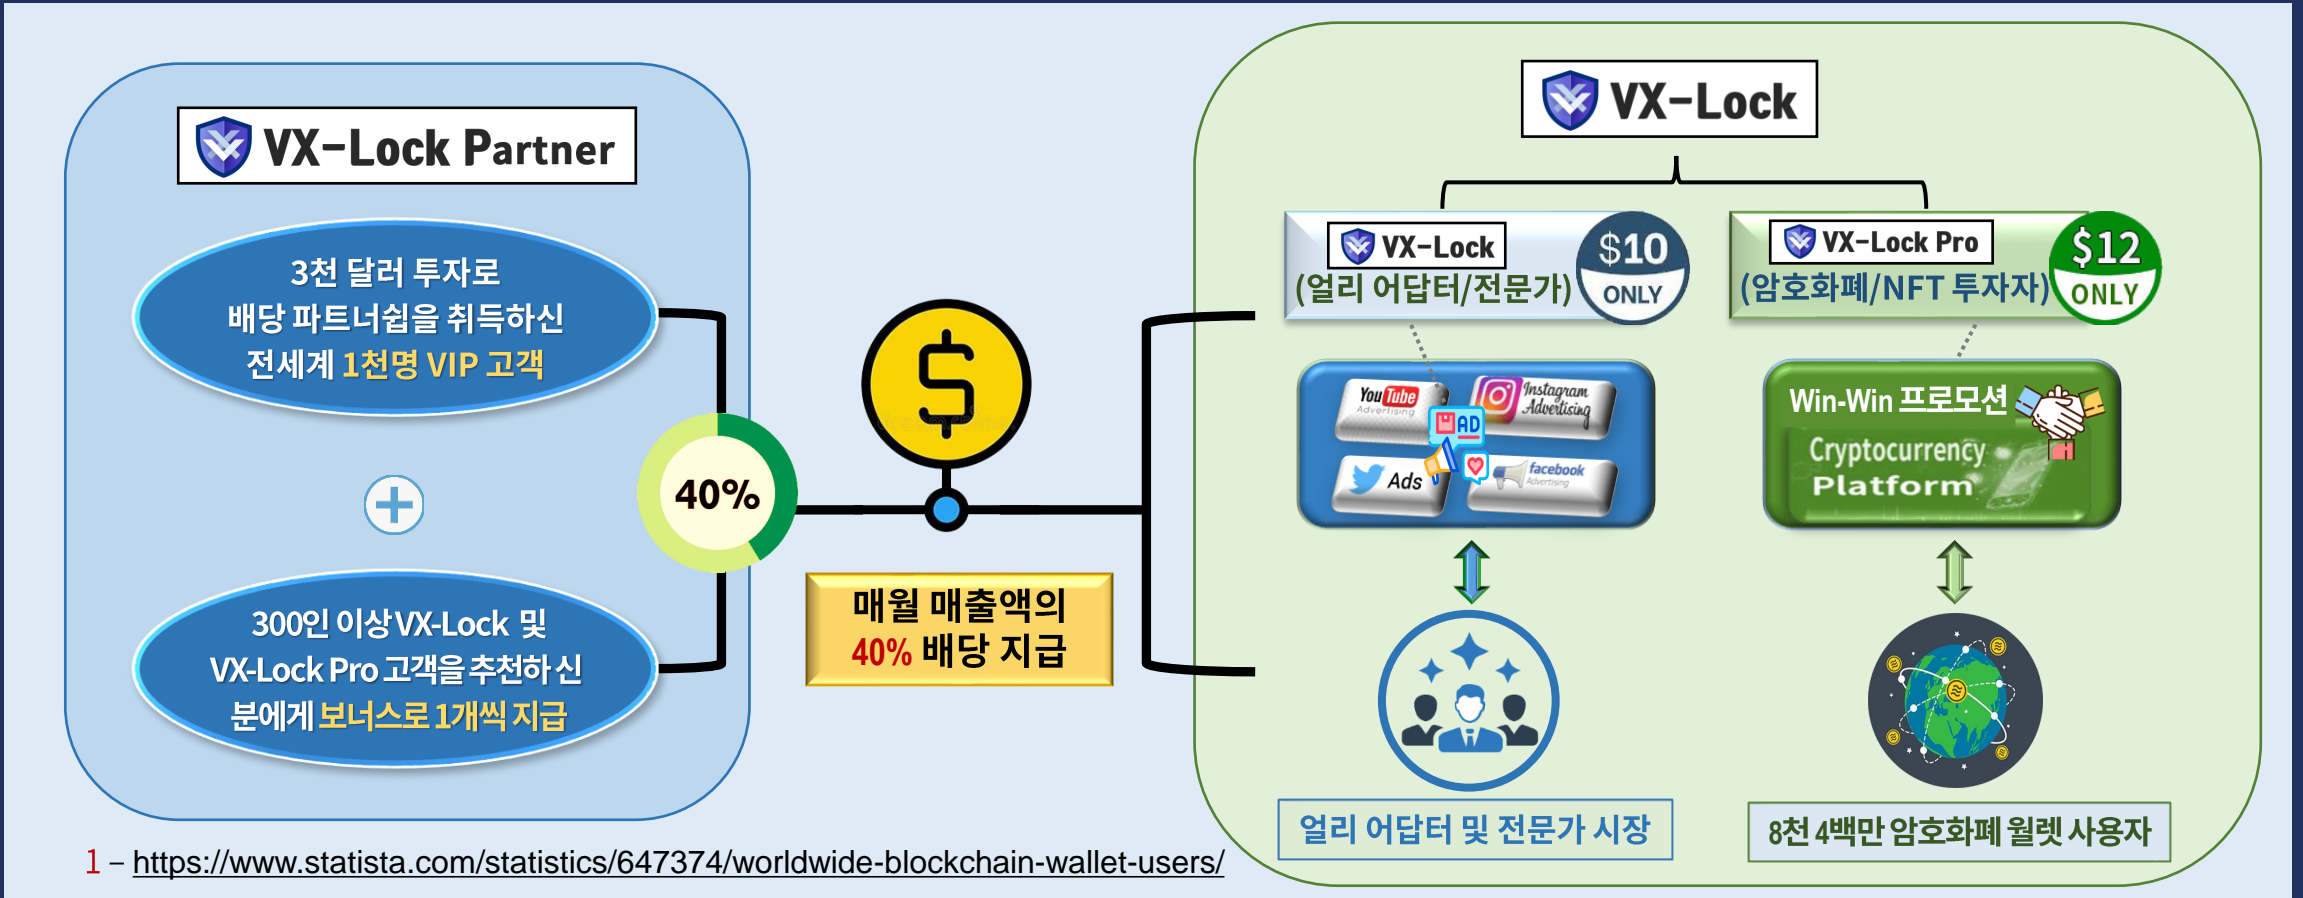 VX-Lock Partner
3천 달러 투자로
배당 파트너쉽을 취득하신
전세계 1천명 VIP 고객
300인 이상 VX-Lock 및
VX-Lock Pro 고객을 추천하 신
분에게 보너스로 1개씩 지급
40%
매월 매출액의
40% 배당 지급
VX-Lock
VX-Lock
(얼리 어답터/전문가)
$10
ONLY
VX-Lock Pro
(암호화폐/NFT 투자자)
$12
ONLY
YouTube
Advertising
Instagram
Advertising
AD
Ads
facebook
Advertising
Win-Win 프로모션
Cryptocurrency
Platform
얼리 어답터 및 전문가 시장
8천 4백만 암호화폐 월렛 사용자
1 – https://www.statista.com/statistics/647374/worldwide-blockchain-wallet-users/